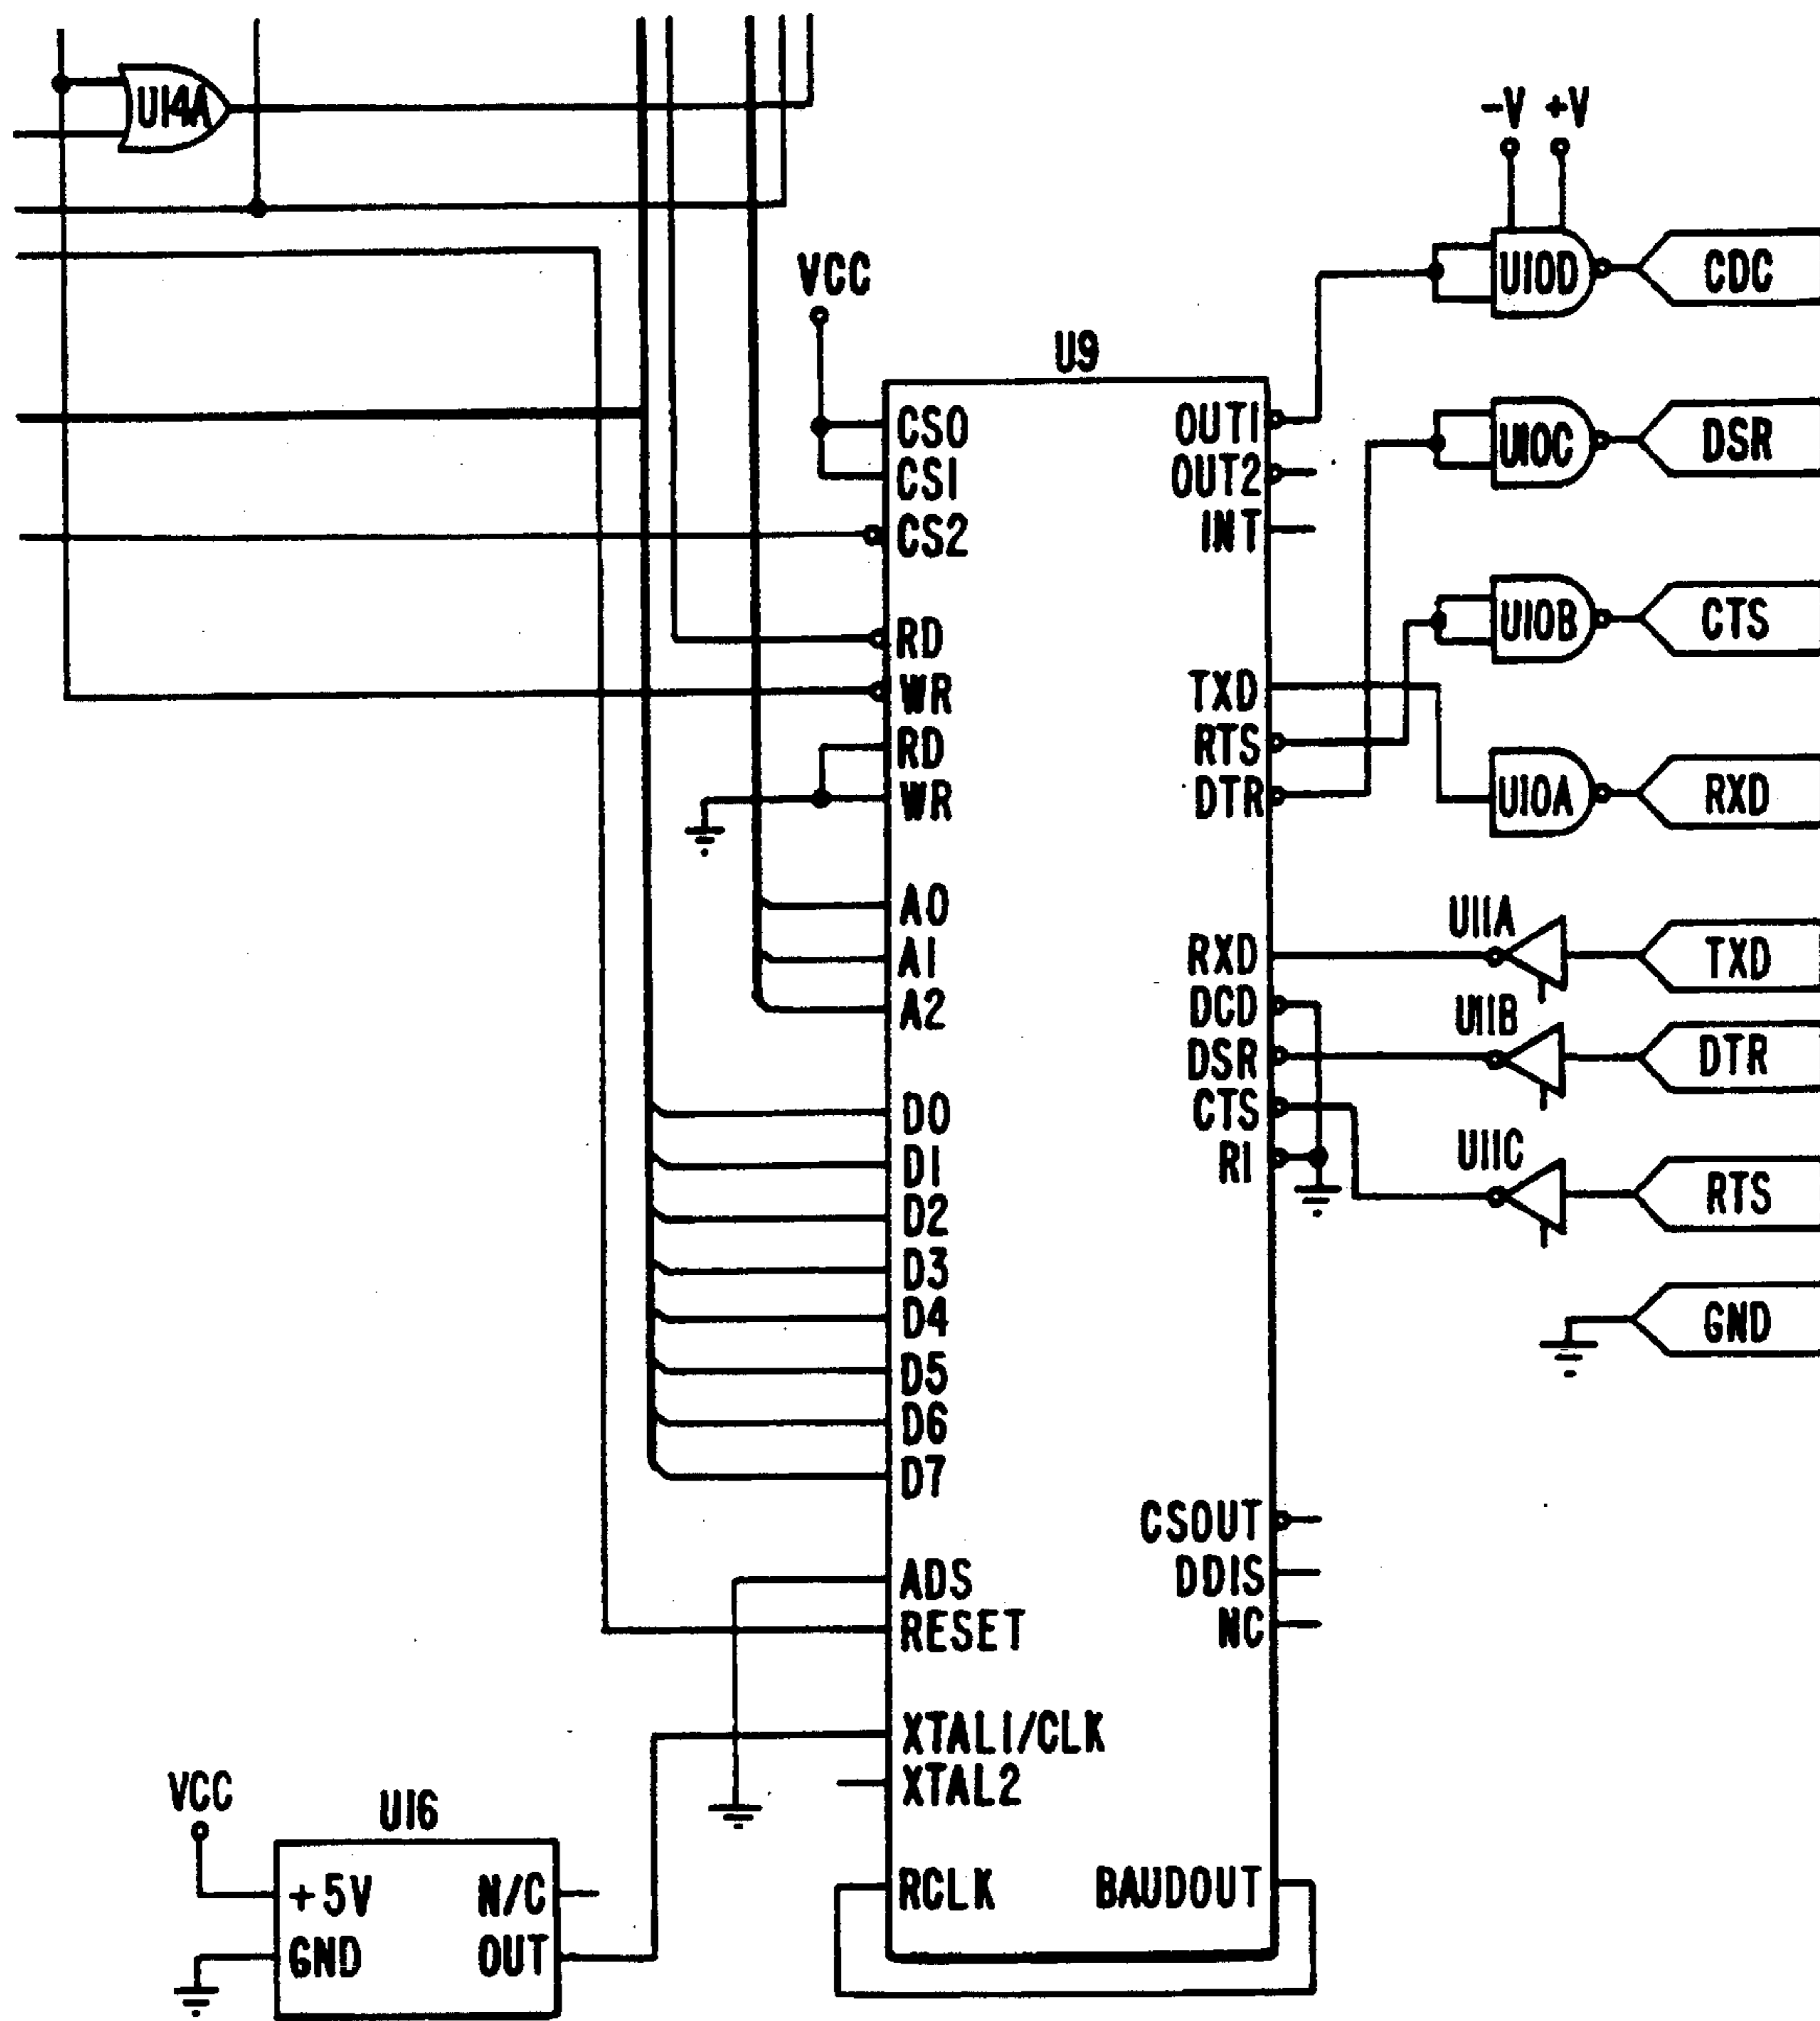 U14A
-V +V
U10D
CDC
VCC
U9
CS0
CS1
CS2
RD
WR
RD
WR
A0
A1
A2
D0
D1
D2
D3
D4
D5
D6
D7
ADS
RESET
XTAL1/CLK
XTAL2
RCLK
OUT1
OUT2
INT
TXD
RTS
DTR
RXD
DCD
DSR
CTS
RI
CSOUT
DDIS
NC
BAUDOUT
U10C
DSR
U10B
CTS
U10A
RXD
U11A
TXD
U11B
DTR
U11C
RTS
GND
VCC
U16
+5V
GND
N/C
OUT